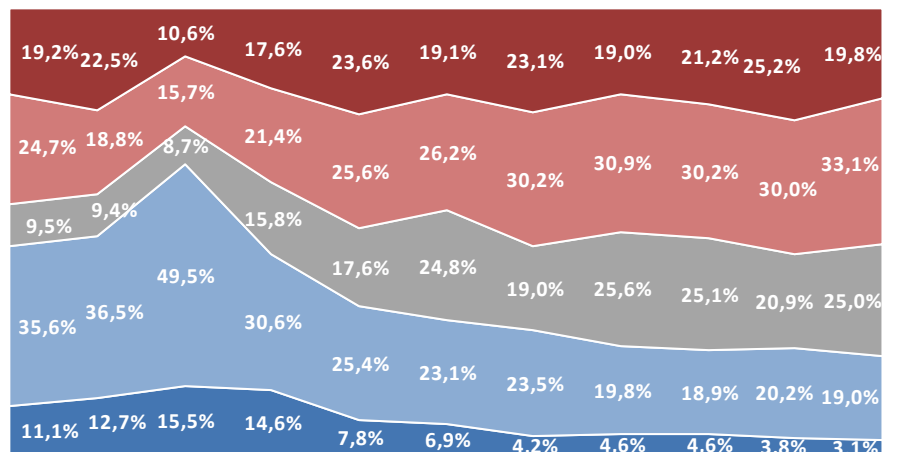 19,2% 22,5% 10,6% 17,6% 23,6% 19,1% 23,1% 19,0% 21,2% 25,2% 19,8%
24,7% 18,8% 15,7% 21,4% 25,6% 26,2% 30,2% 30,9% 30,2% 30,0% 33,1%
9,5% 9,4% 8,7% 15,8% 17,6% 24,8% 19,0% 25,6% 25,1% 20,9% 25,0%
35,6% 36,5% 49,5% 30,6% 25,4% 23,1% 23,5% 19,8% 18,9% 20,2% 19,0%
11,1% 12,7% 15,5% 14,6% 7,8% 6,9% 4,2% 4,6% 4,6% 3,8% 3,1%